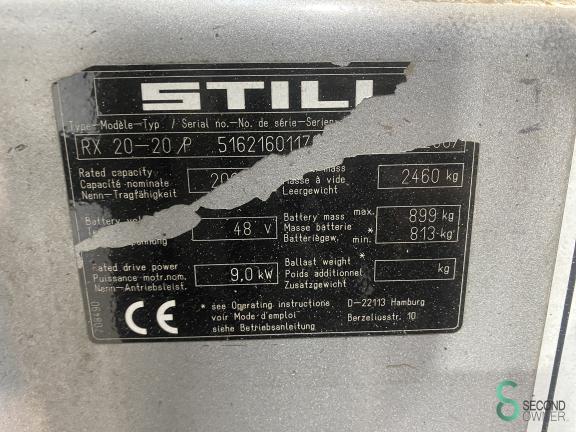 STILL
Type-Modèle-Typ / Serial no.-No. de série-Serien
RX 20-20/P 5162160117
Rated capacity
Capacité nominale
Nenn-Tragfähigkeit
à vide
Leergewicht
2460 kg
Battery
48 V
Battery mass
Masse batterie
Batteriegew.
max. 899 kg
* min. 813 kg
Rated drive power
Puissance motr.nom.
Nenn-Antriebsleist.
9,0 kW
Ballast weight *
Poids additionnel
Zusatzgewicht
kg
* see Operating instructions
voir Mode d'emploi
siehe Betriebsanleitung
D-22113 Hamburg
Berzeliusstr. 10
CE
SECOND
OWNER